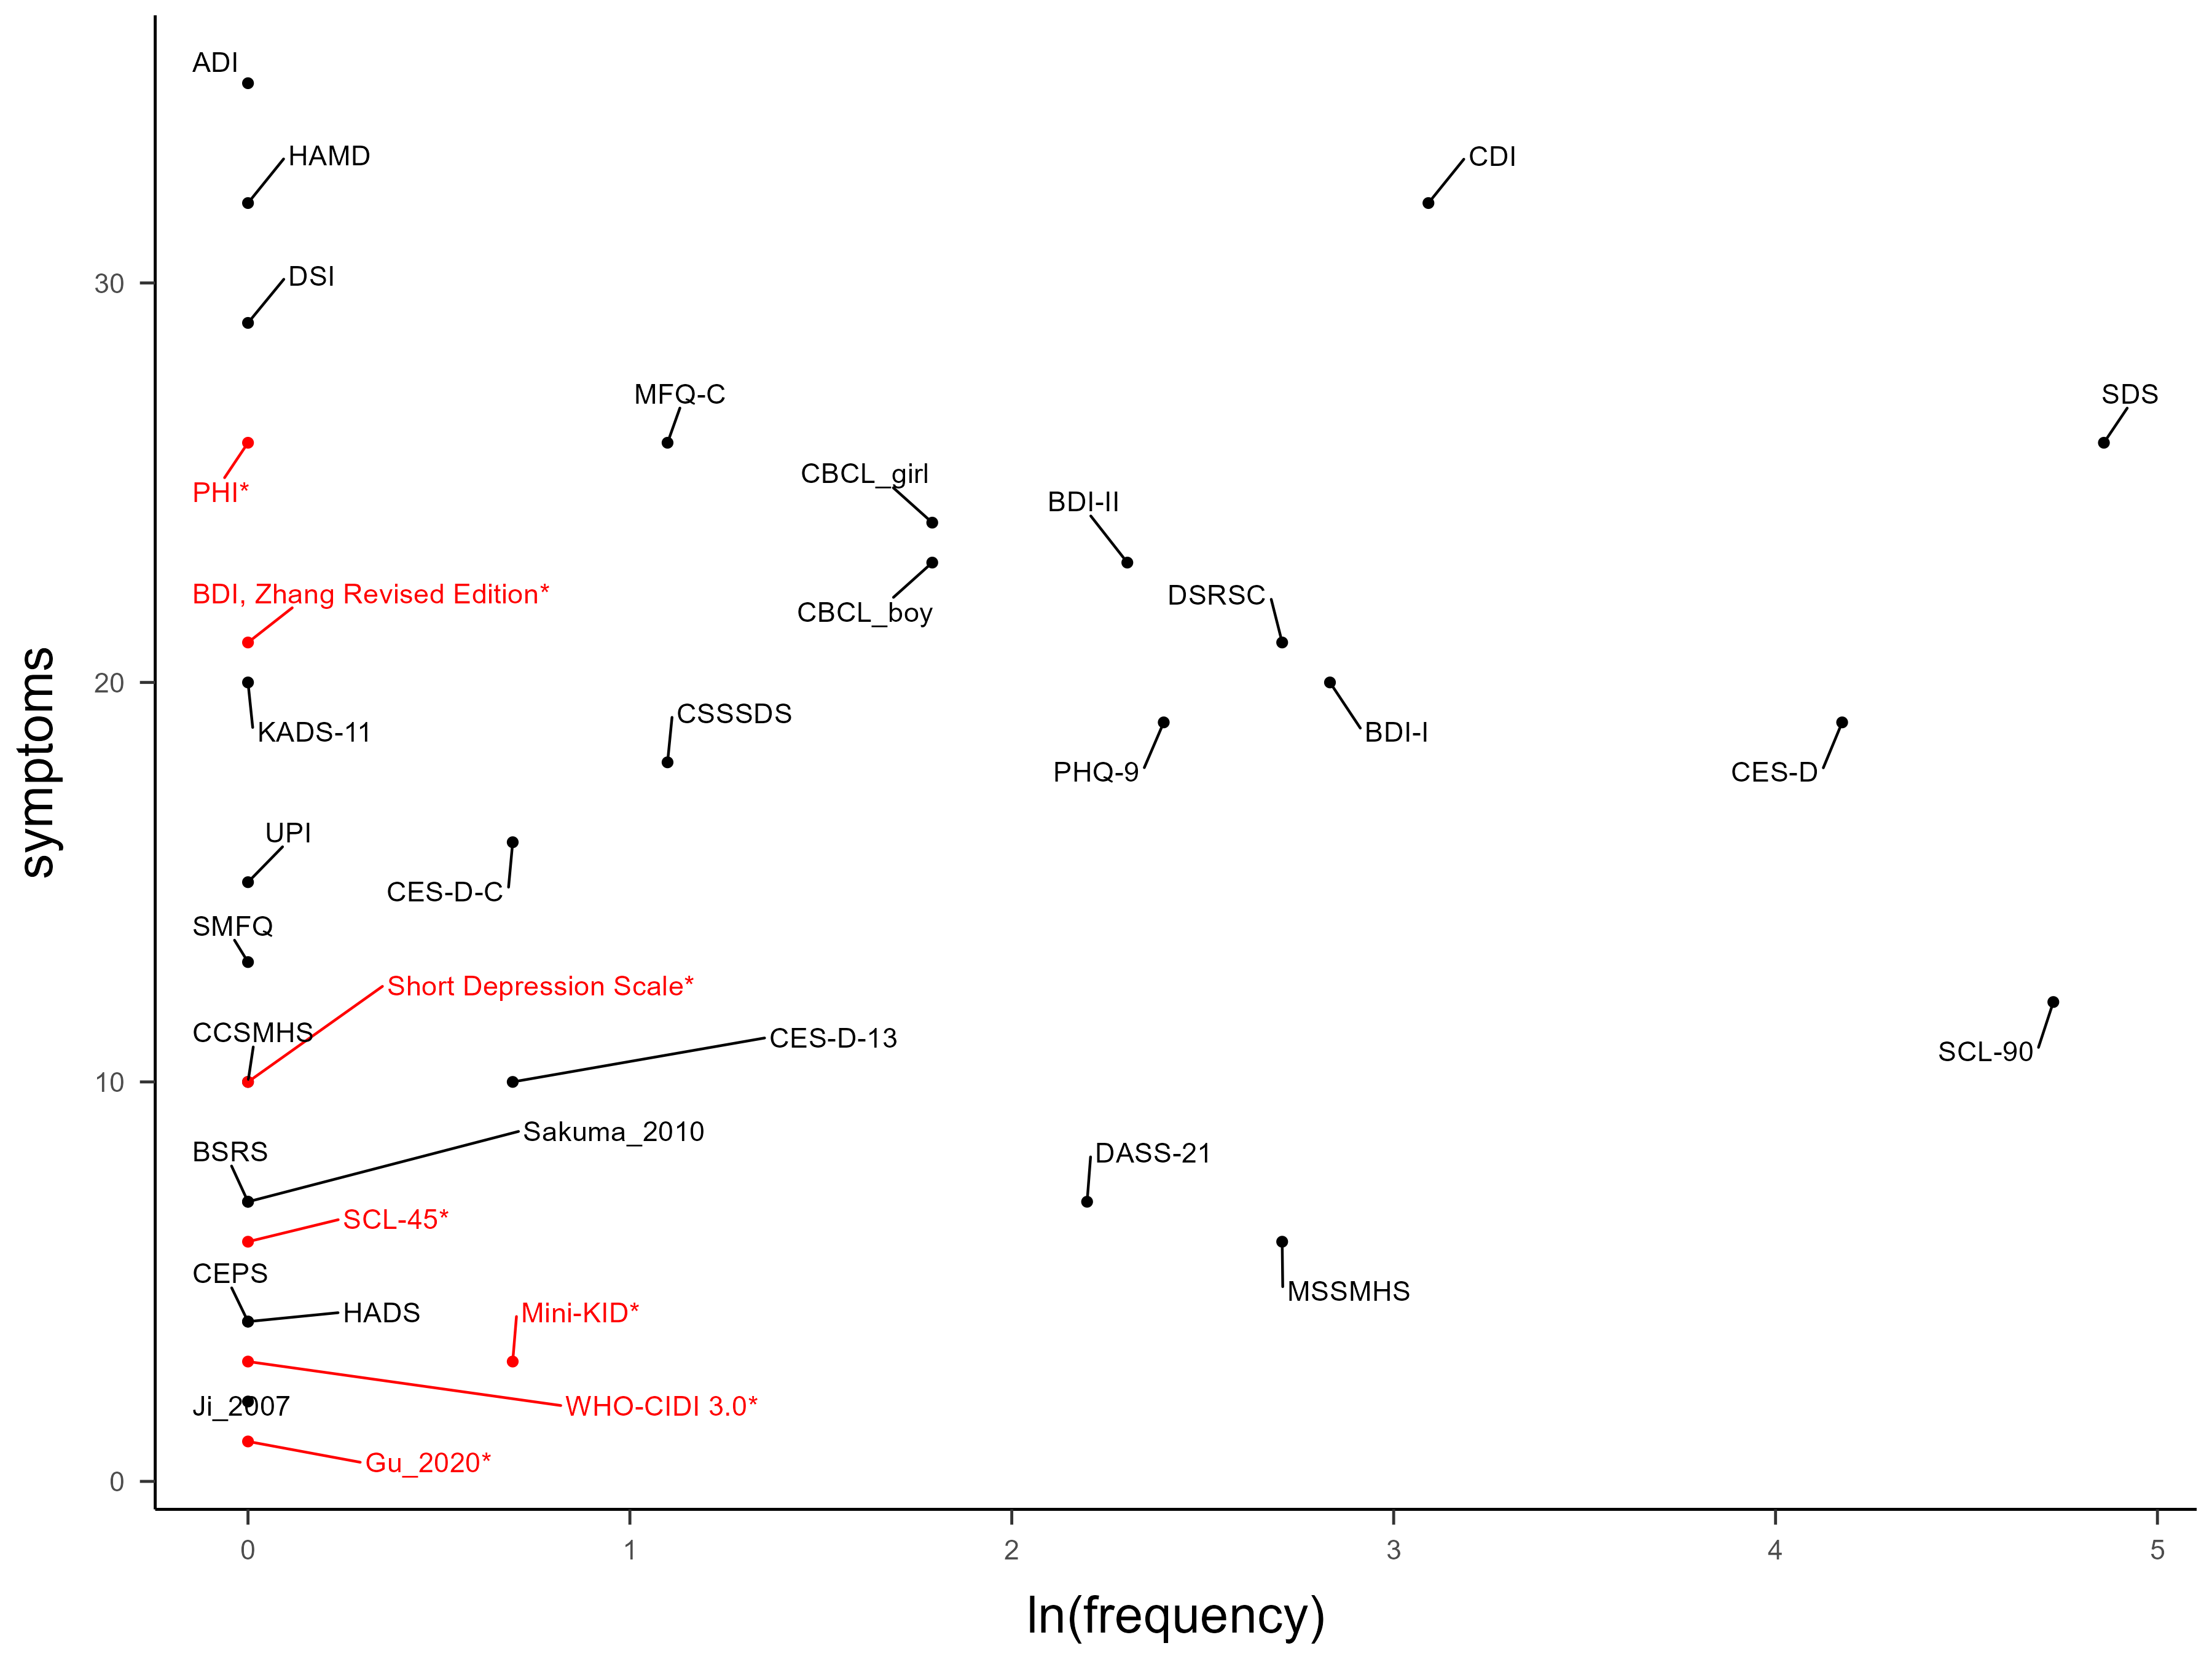 ADI
HAMD
CDI
DSI
30
MFQ-C
SDS
CBCL_girl
PHI*
BDI-II
BDI, Zhang Revised Edition*
DSRSC
CBCL_boy
20
CSSSDS
KADS-11
BDI-I
PHQ-9
CES-D
symptoms
UPI
CES-D-C
SMFQ
Short Depression Scale*
CCSMHS
CES-D-13
SCL-90
10
Sakuma_2010
BSRS
DASS-21
SCL-45*
CEPS
MSSMHS
HADS
Mini-KID*
Ji_2007
WHO-CIDI 3.0*
Gu_2020*
0
0 1 2 3 4 5
ln(frequency)